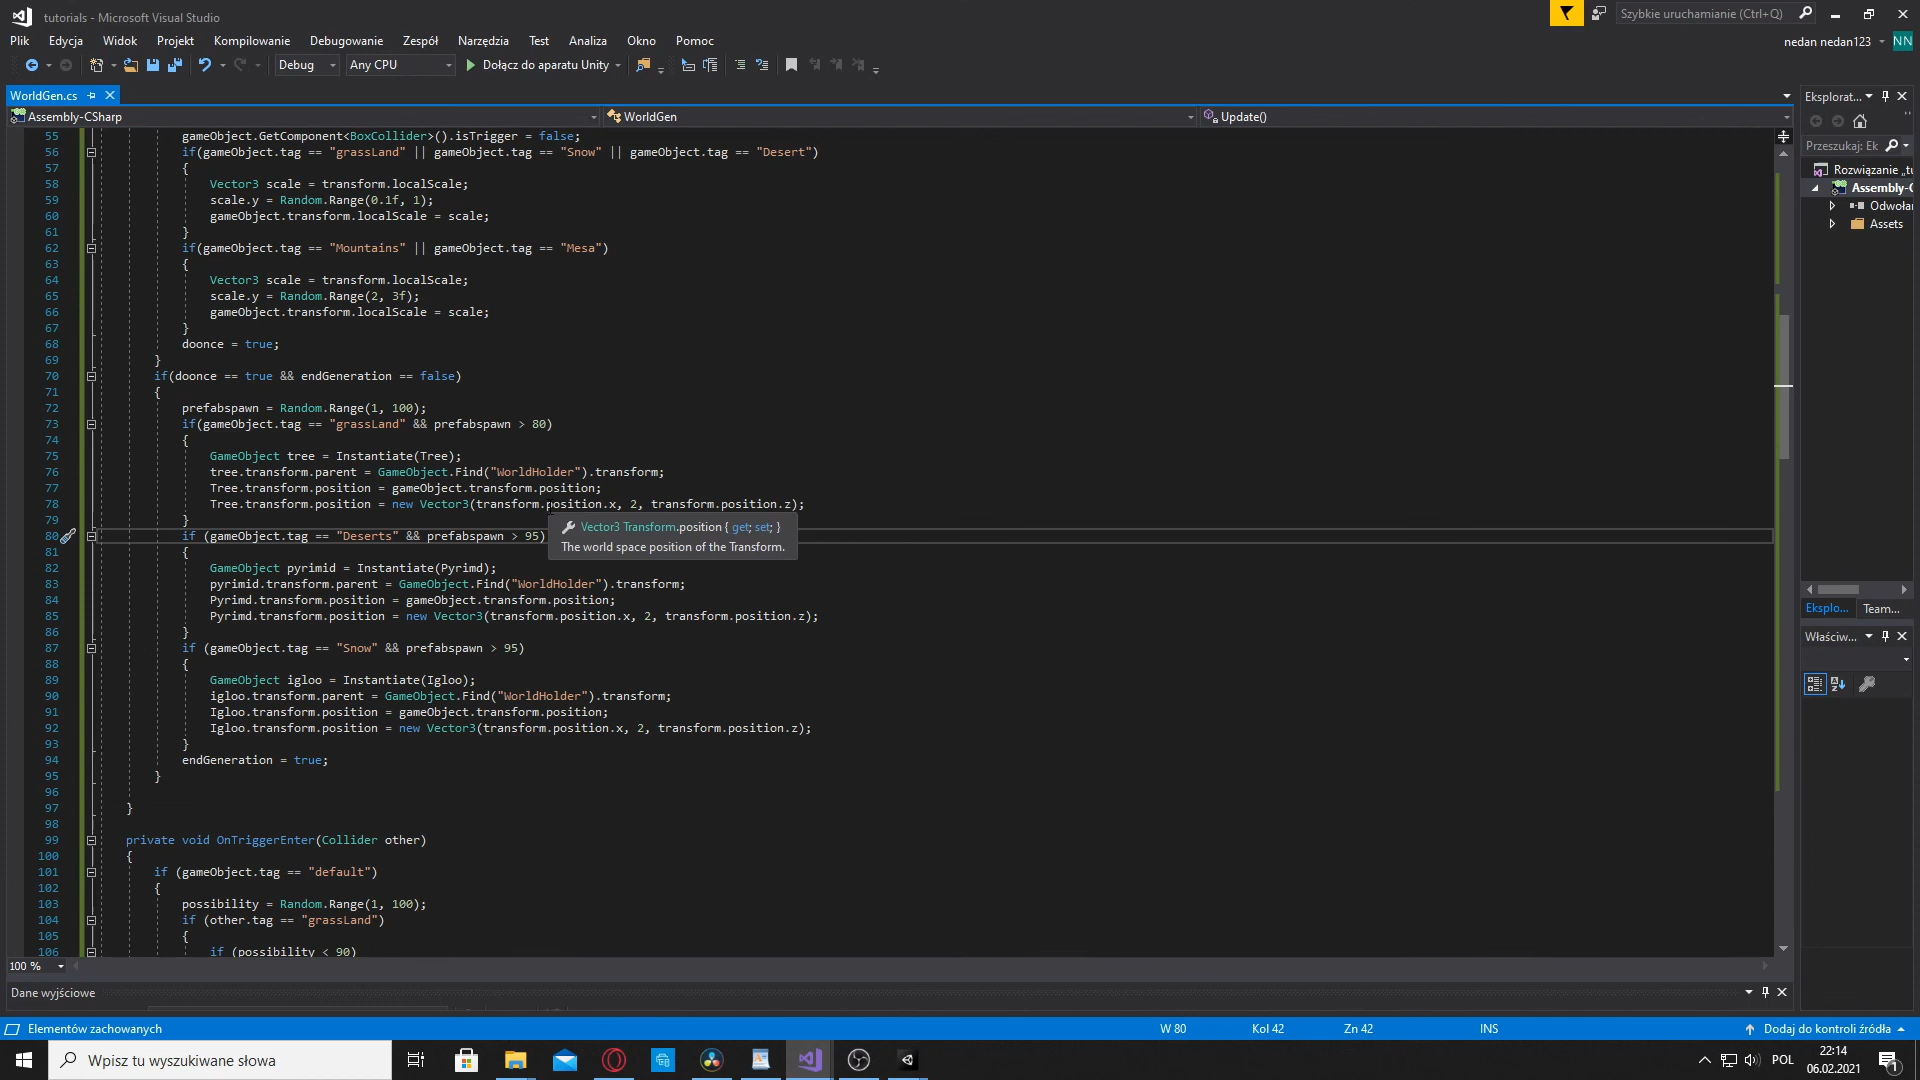 tutorials - Microsoft Visual Studio
Szybkie uruchamianie (Ctrl+Q)
Plik Edycja Widok Projekt Kompilowanie Debugowanie Zespół Narzędzia Test Analiza Okno Pomoc
nedan nedan123 NN
Debug Any CPU Dołącz do aparatu Unity
WorldGen.cs
Assembly-CSharp WorldGen Update()
55 gameObject.GetComponent<BoxCollider>().isTrigger = false;
56 if(gameObject.tag == "grassLand" || gameObject.tag == "Snow" || gameObject.tag == "Desert")
57 {
58 Vector3 scale = transform.localScale;
59 scale.y = Random.Range(0.1f, 1);
60 gameObject.transform.localScale = scale;
61 }
62 if(gameObject.tag == "Mountains" || gameObject.tag == "Mesa")
63 {
64 Vector3 scale = transform.localScale;
65 scale.y = Random.Range(2, 3f);
66 gameObject.transform.localScale = scale;
67 }
68 doonce = true;
69 }
70 if(doonce == true && endGeneration == false)
71 {
72 prefabspawn = Random.Range(1, 100);
73 if(gameObject.tag == "grassLand" && prefabspawn > 80)
74 {
75 GameObject tree = Instantiate(Tree);
76 tree.transform.parent = GameObject.Find("WorldHolder").transform;
77 Tree.transform.position = gameObject.transform.position;
78 Tree.transform.position = new Vector3(transform.position.x, 2, transform.position.z);
79 }
Vector3 Transform.position { get; set; }
The world space position of the Transform.
80 if (gameObject.tag == "Deserts" && prefabspawn > 95)
81 {
82 GameObject pyrimid = Instantiate(Pyrimd);
83 pyrimid.transform.parent = GameObject.Find("WorldHolder").transform;
84 Pyrimd.transform.position = gameObject.transform.position;
85 Pyrimd.transform.position = new Vector3(transform.position.x, 2, transform.position.z);
86 }
87 if (gameObject.tag == "Snow" && prefabspawn > 95)
88 {
89 GameObject igloo = Instantiate(Igloo);
90 igloo.transform.parent = GameObject.Find("WorldHolder").transform;
91 Igloo.transform.position = gameObject.transform.position;
92 Igloo.transform.position = new Vector3(transform.position.x, 2, transform.position.z);
93 }
94 endGeneration = true;
95 }
96
97 }
98
99 private void OnTriggerEnter(Collider other)
100 {
101 if (gameObject.tag == "default")
102 {
103 possibility = Random.Range(1, 100);
104 if (other.tag == "grassLand")
105 {
106 if (possibility < 90)
100 %
Eksplorat...
Przeszukaj: Ek
Rozwiązanie „tu
Assembly-C
Odwołan
Assets
Eksplo... Team...
Właściw...
Dane wyjściowe
Elementów zachowanych W 80 Kol 42 Zn 42 INS Dodaj do kontroli źródła
Wpisz tu wyszukiwane słowa
POL
22:14
06.02.2021
1